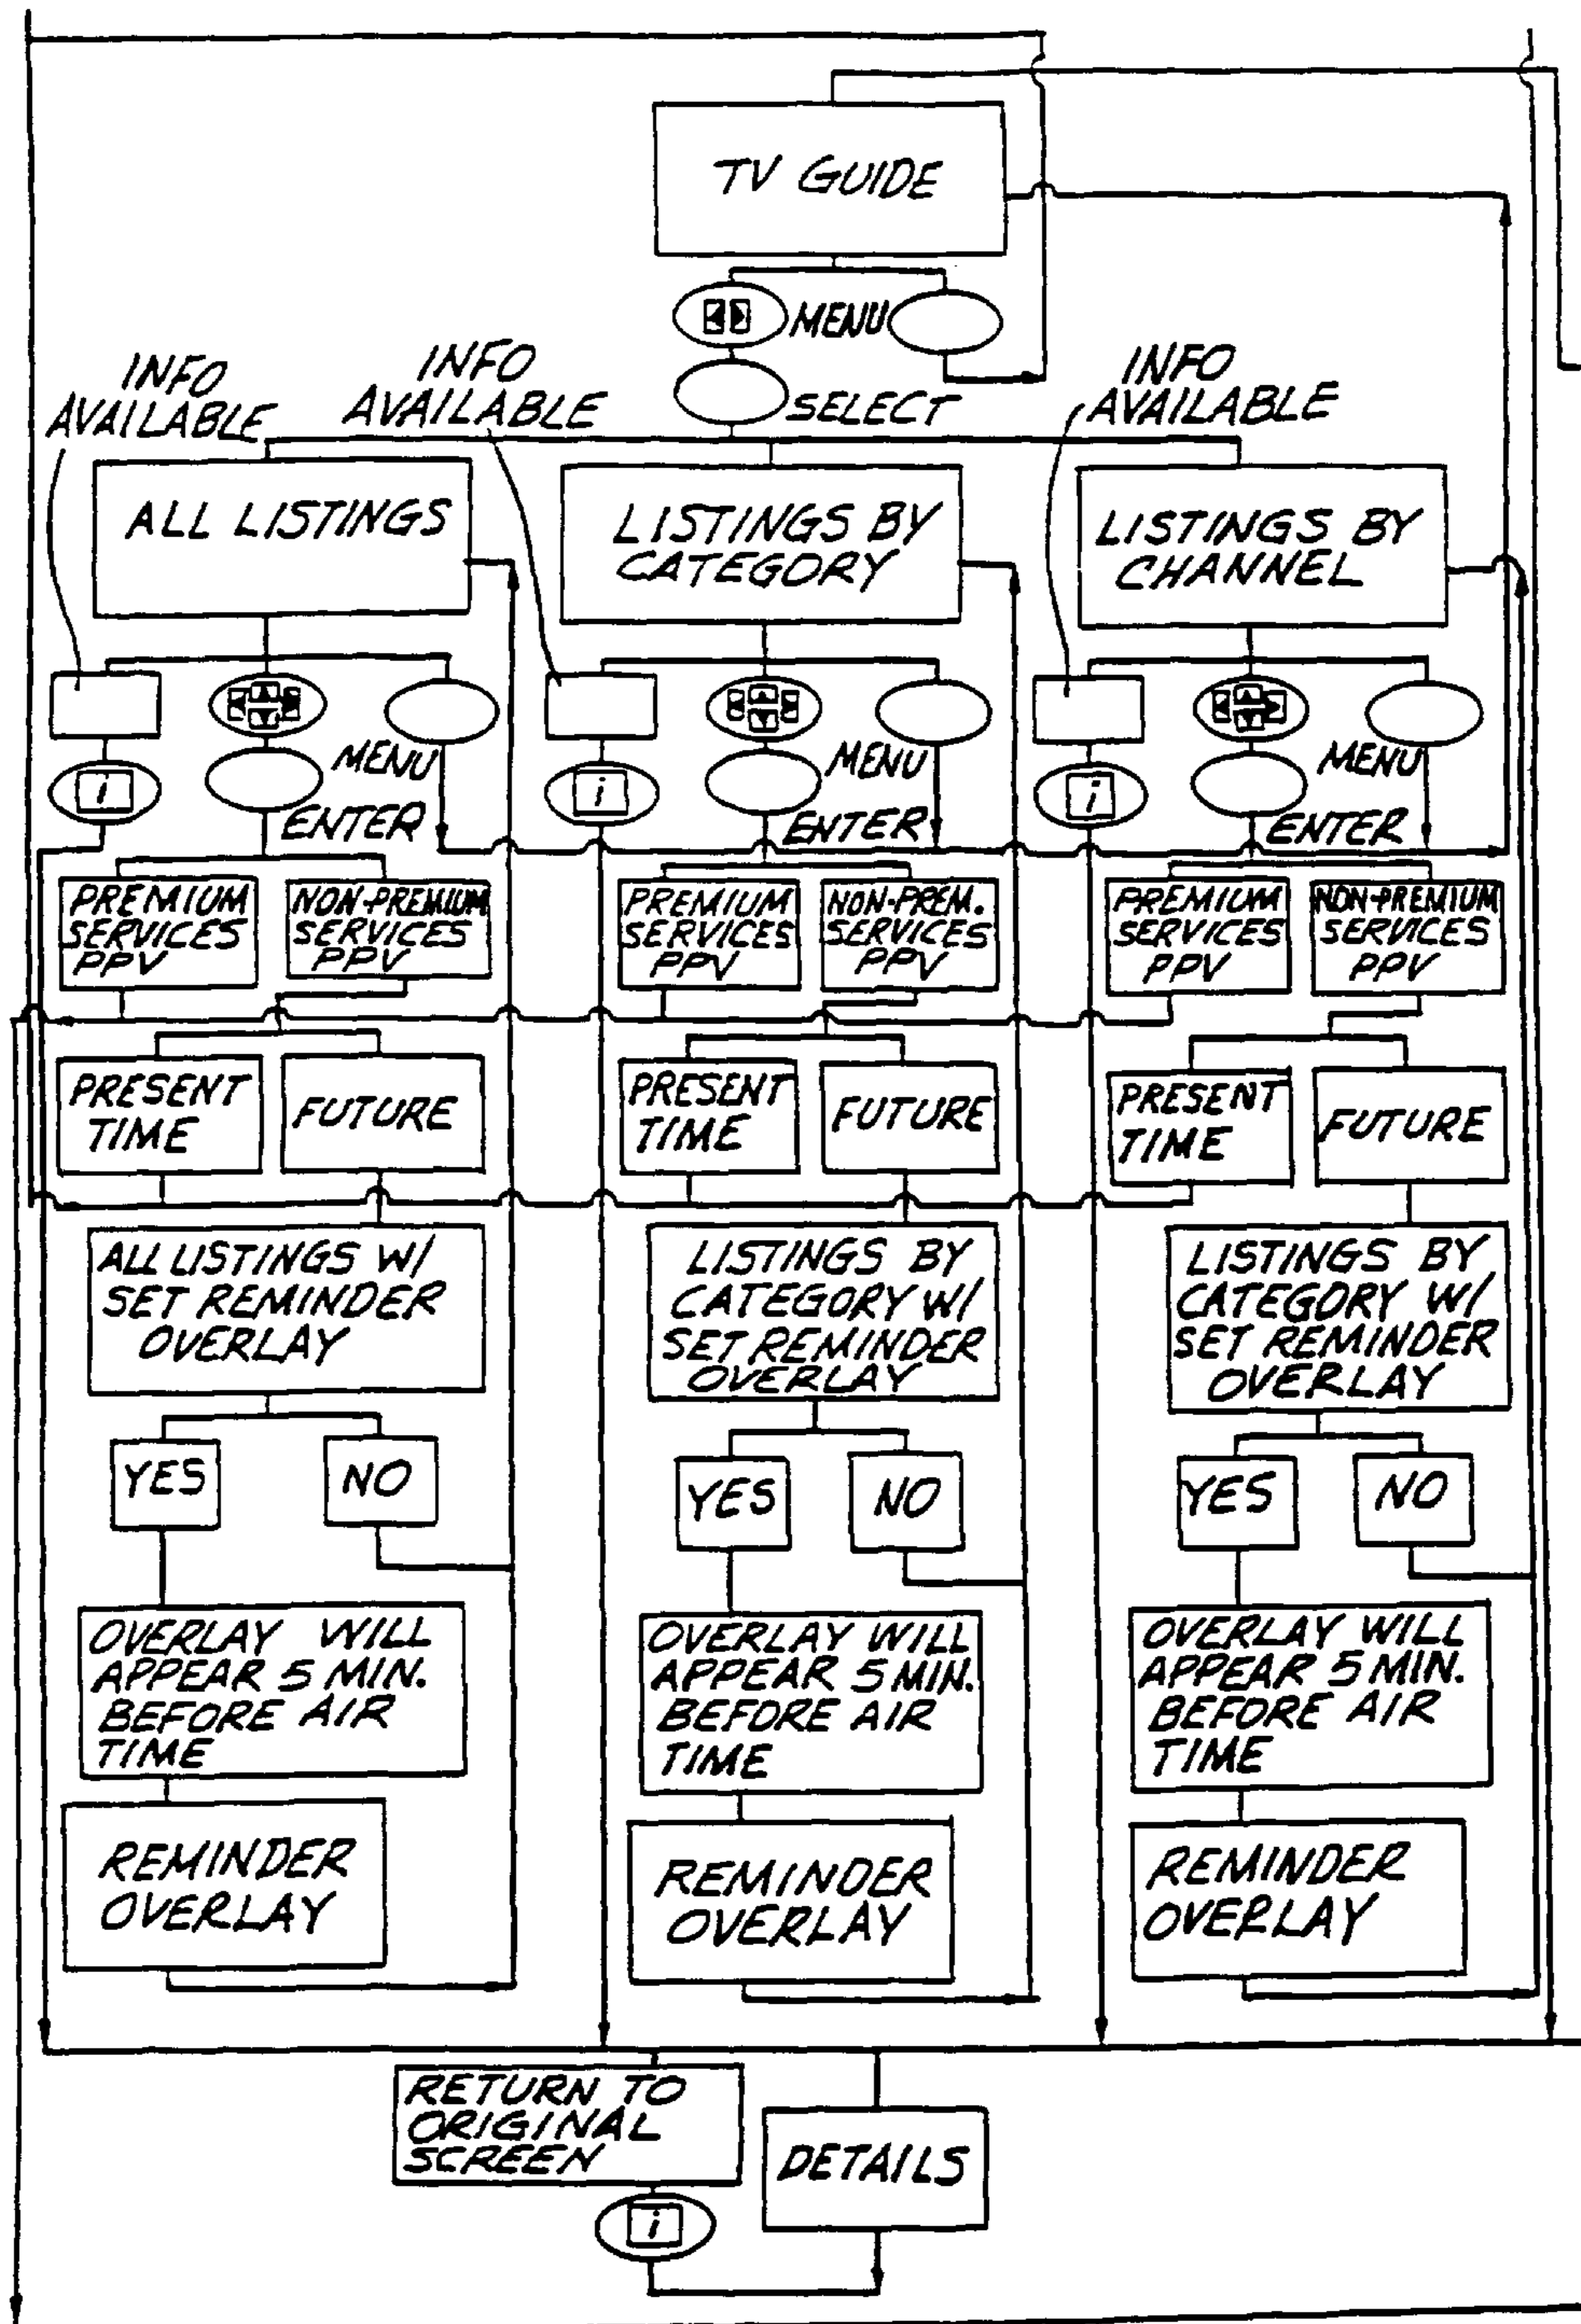 TV GUIDE
MENU
SELECT
INFO
AVAILABLE
INFO
AVAILABLE
INFO
AVAILABLE
ALL LISTINGS
LISTINGS BY
CATEGORY
LISTINGS BY
CHANNEL
i
MENU
ENTER
i
MENU
ENTER
i
MENU
ENTER
PREMIUM
SERVICES
PPV
NON-PREMIUM
SERVICES
PPV
PREMIUM
SERVICES
PPV
NON-PREM.
SERVICES
PPV
PREMIUM
SERVICES
PPV
NON-PREMIUM
SERVICES
PPV
PRESENT
TIME
FUTURE
PRESENT
TIME
FUTURE
PRESENT
TIME
FUTURE
ALL LISTINGS W/
SET REMINDER
OVERLAY
LISTINGS BY
CATEGORY W/
SET REMINDER
OVERLAY
LISTINGS BY
CATEGORY W/
SET REMINDER
OVERLAY
YES
NO
YES
NO
YES
NO
OVERLAY WILL
APPEAR 5 MIN.
BEFORE AIR
TIME
OVERLAY WILL
APPEAR 5 MIN.
BEFORE AIR
TIME
OVERLAY WILL
APPEAR 5 MIN.
BEFORE AIR
TIME
REMINDER
OVERLAY
REMINDER
OVERLAY
REMINDER
OVERLAY
RETURN TO
ORIGINAL
SCREEN
DETAILS
i